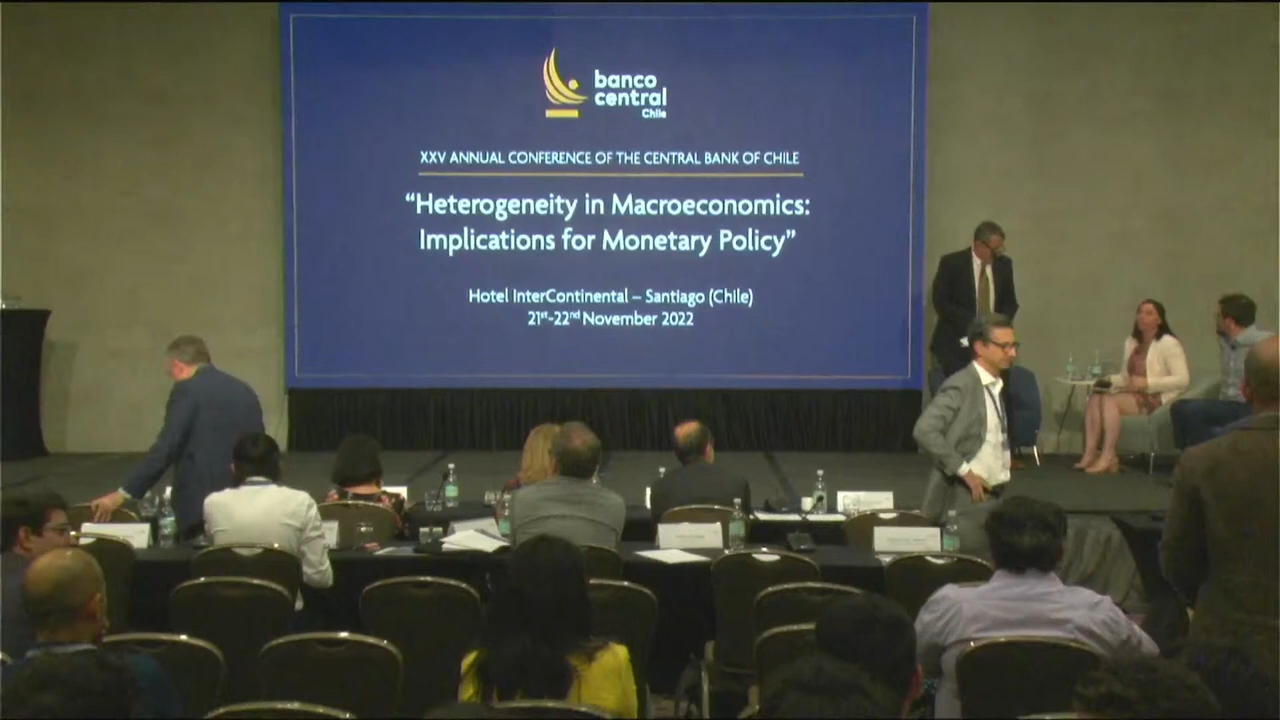 banco
central
Chile
XXV ANNUAL CONFERENCE OF THE CENTRAL BANK OF CHILE
“Heterogeneity in Macroeconomics:
Implications for Monetary Policy”
Hotel InterContinental – Santiago (Chile)
21st-22nd November 2022